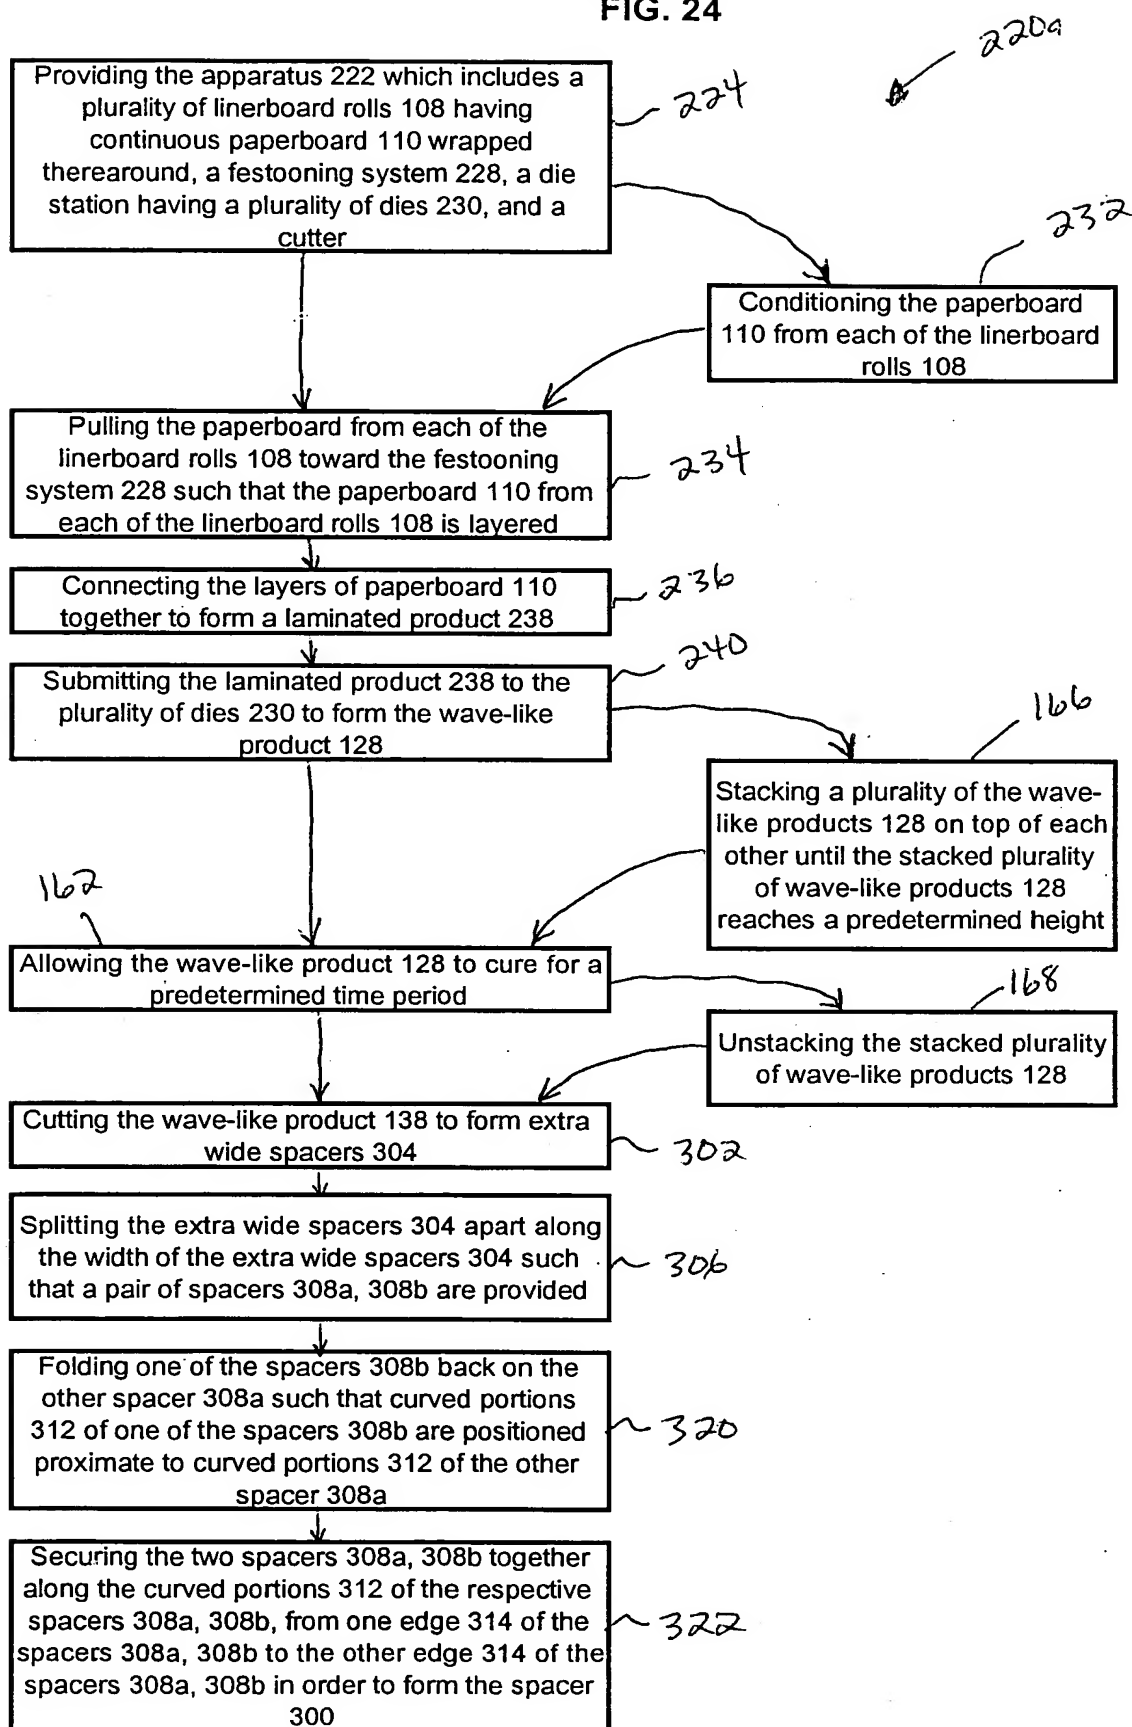 FIG. 24
220a
Providing the apparatus 222 which includes a
plurality of linerboard rolls 108 having
continuous paperboard 110 wrapped
therearound, a festooning system 228, a die
station having a plurality of dies 230, and a
cutter
224
232
Conditioning the paperboard
110 from each of the linerboard
rolls 108
Pulling the paperboard from each of the
linerboard rolls 108 toward the festooning
system 228 such that the paperboard 110 from
each of the linerboard rolls 108 is layered
234
Connecting the layers of paperboard 110
together to form a laminated product 238
236
Submitting the laminated product 238 to the
plurality of dies 230 to form the wave-like
product 128
240
166
Stacking a plurality of the wave-
like products 128 on top of each
other until the stacked plurality
of wave-like products 128
reaches a predetermined height
162
Allowing the wave-like product 128 to cure for a
predetermined time period
168
Unstacking the stacked plurality
of wave-like products 128
Cutting the wave-like product 138 to form extra
wide spacers 304
302
Splitting the extra wide spacers 304 apart along
the width of the extra wide spacers 304 such
that a pair of spacers 308a, 308b are provided
306
Folding one of the spacers 308b back on the
other spacer 308a such that curved portions
312 of one of the spacers 308b are positioned
proximate to curved portions 312 of the other
spacer 308a
320
Securing the two spacers 308a, 308b together
along the curved portions 312 of the respective
spacers 308a, 308b, from one edge 314 of the
spacers 308a, 308b to the other edge 314 of the
spacers 308a, 308b in order to form the spacer
300
322